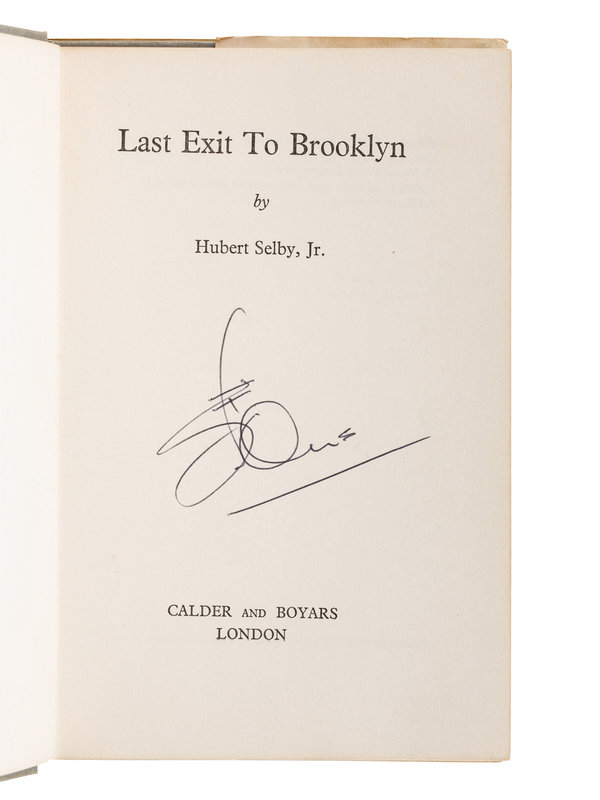 Last Exit To Brooklyn
by
Hubert Selby, Jr.
CALDER AND BOYARS
LONDON